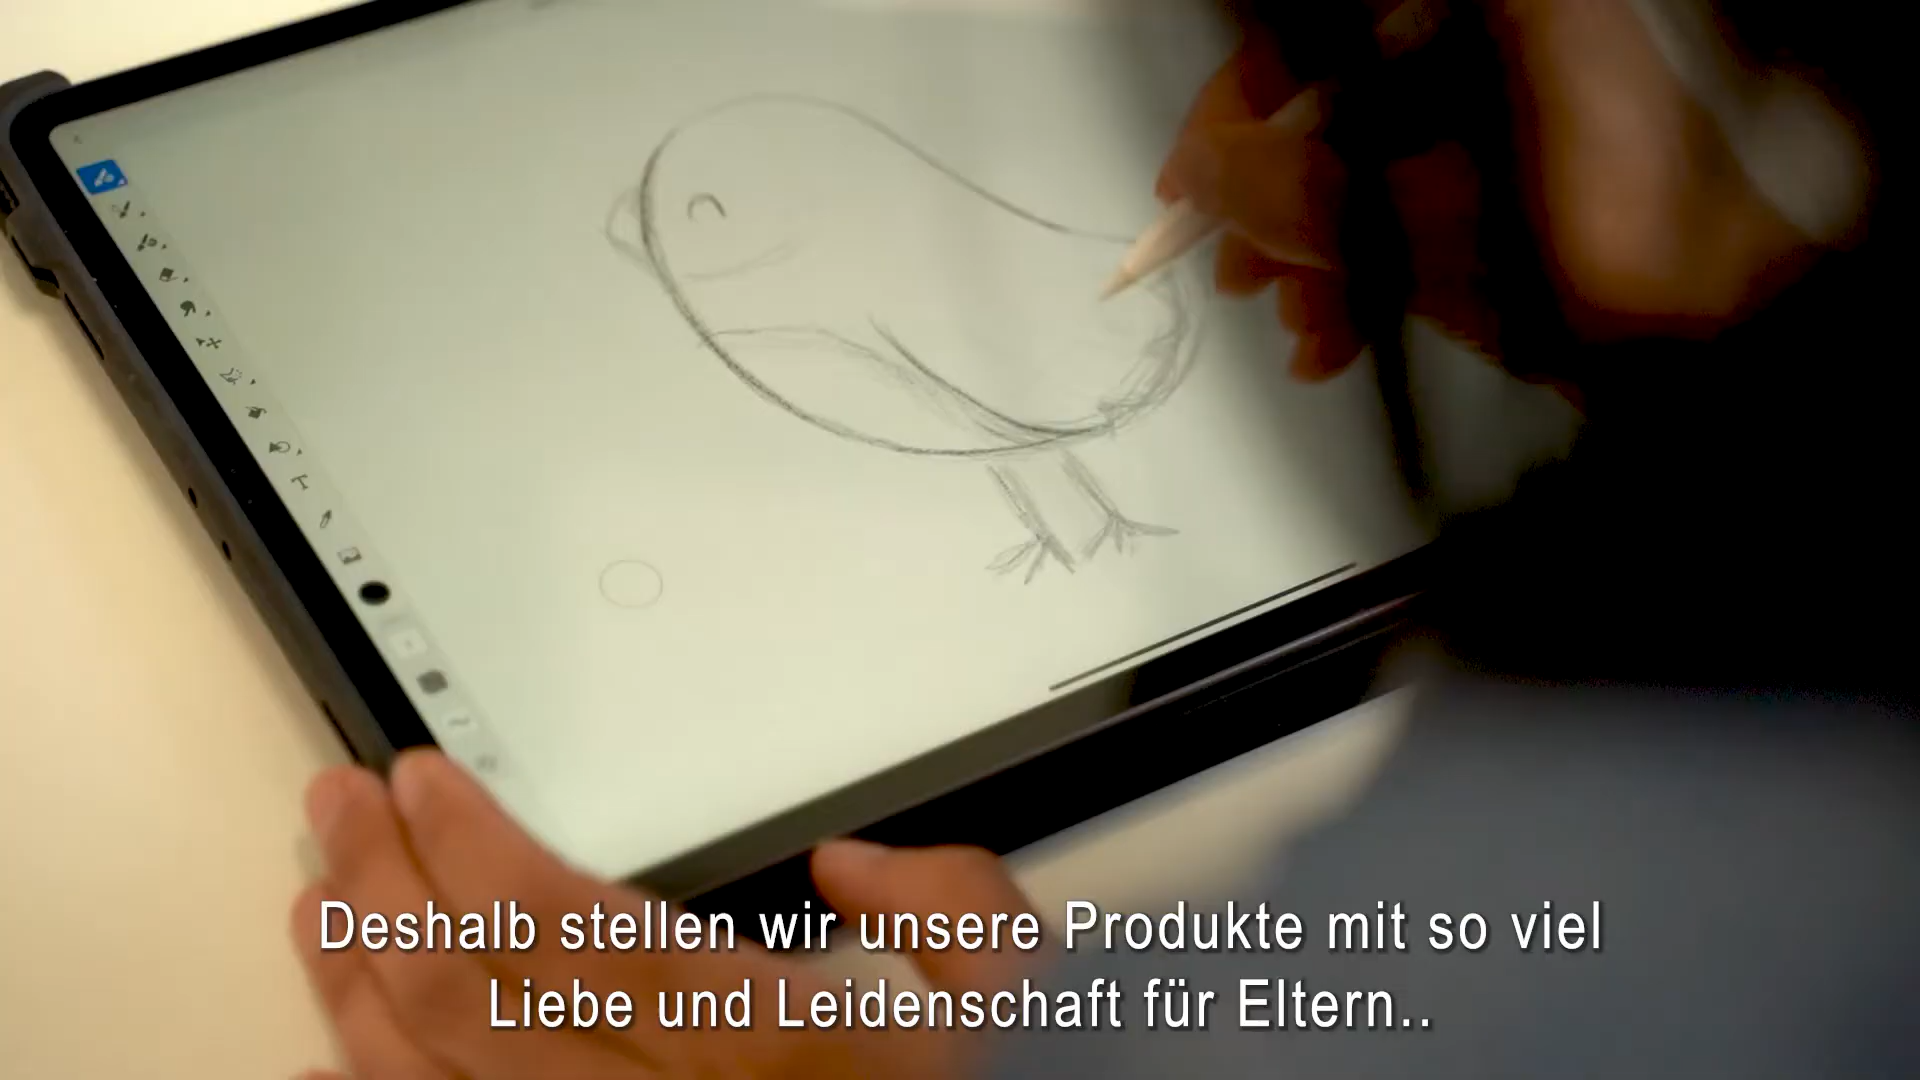 Deshalb stellen wir unsere Produkte mit so viel
Liebe und Leidenschaft für Eltern..